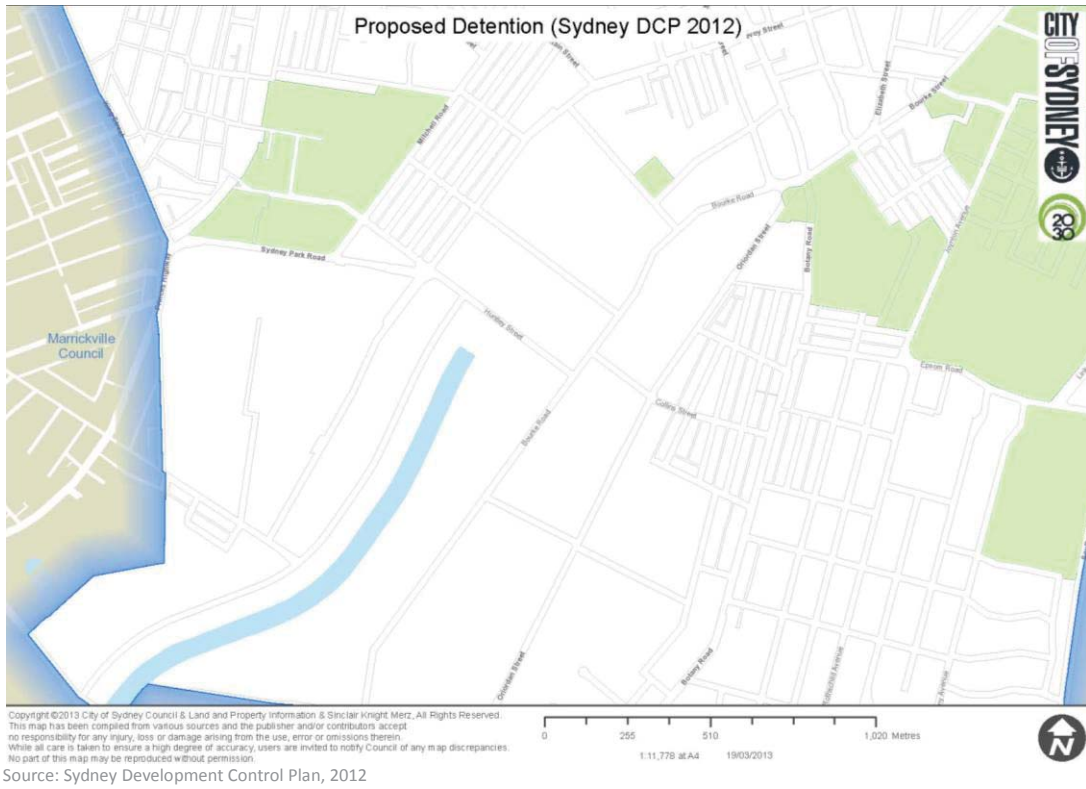 Proposed Detention (Sydney DCP 2012)
CITY OF SYDNEY
2030
Elizabeth Street
Bourke Street
Mitchell Road
Bourke Road
Oriordan Street
Botany Road
Sydney Park Road
Marrickville
Council
Huntley Street
Epsom Road
Collins Street
Bourke Road
Oriordan Street
Botany Road
Copyright ©2013 City of Sydney Council & Land and Property Information & Sinclair Knight Merz, All Rights Reserved.
This map has been compiled from various sources and the publisher and/or contributors accept
no responsibility for any injury, loss or damage arising from the use, error or omissions therein.
While all care is taken to ensure a high degree of accuracy, users are invited to notify Council of any map discrepancies.
No part of this map may be reproduced without permission.
0 255 510 1,020 Metres
1:11,778 at A4 19/03/2013
N
Source: Sydney Development Control Plan, 2012